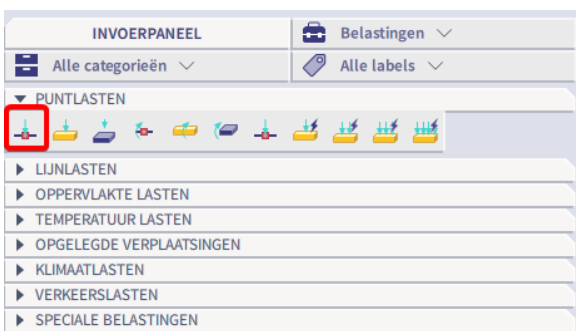 INVOERPANEEL
Belastingen
Alle categorieën
Alle labels
PUNTLASTEN
LIJNLASTEN
OPPERVLAKTE LASTEN
TEMPERATUUR LASTEN
OPGELEGDE VERPLAATSINGEN
KLIMAATLASTEN
VERKEERSLASTEN
SPECIALE BELASTINGEN